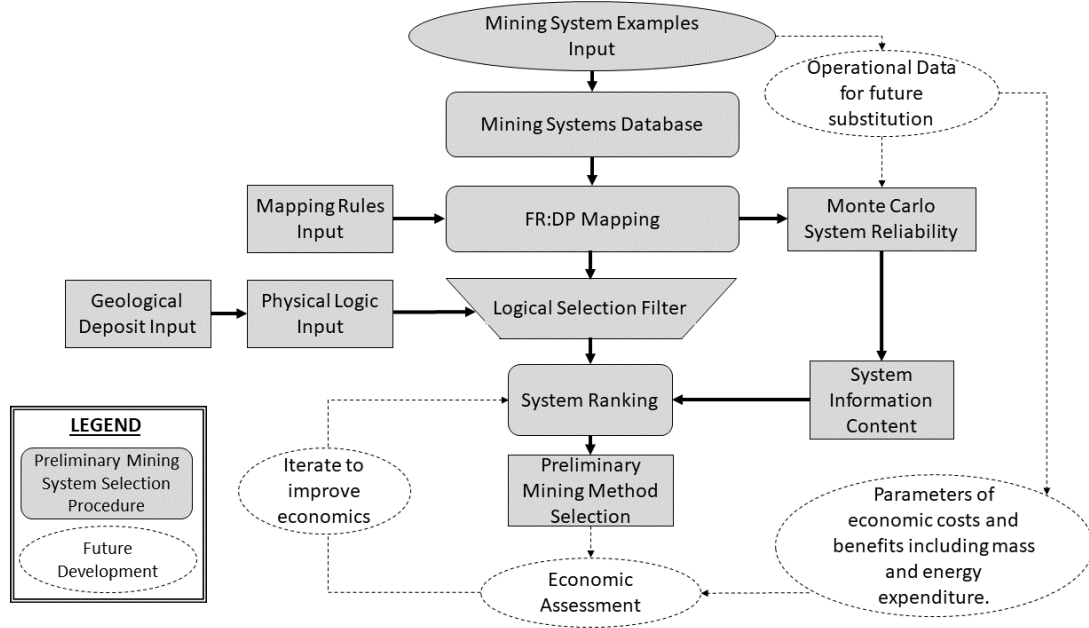 Mining System Examples
Input
Operational Data
for future
substitution
Mining Systems Database
Mapping Rules
Input
FR:DP Mapping
Monte Carlo
System Reliability
Geological
Deposit Input
Physical Logic
Input
Logical Selection Filter
System Ranking
System
Information
Content
LEGEND
Preliminary Mining
System Selection
Procedure
Future
Development
Iterate to
improve
economics
Preliminary
Mining Method
Selection
Parameters of
economic costs and
benefits including mass
and energy
expenditure.
Economic
Assessment